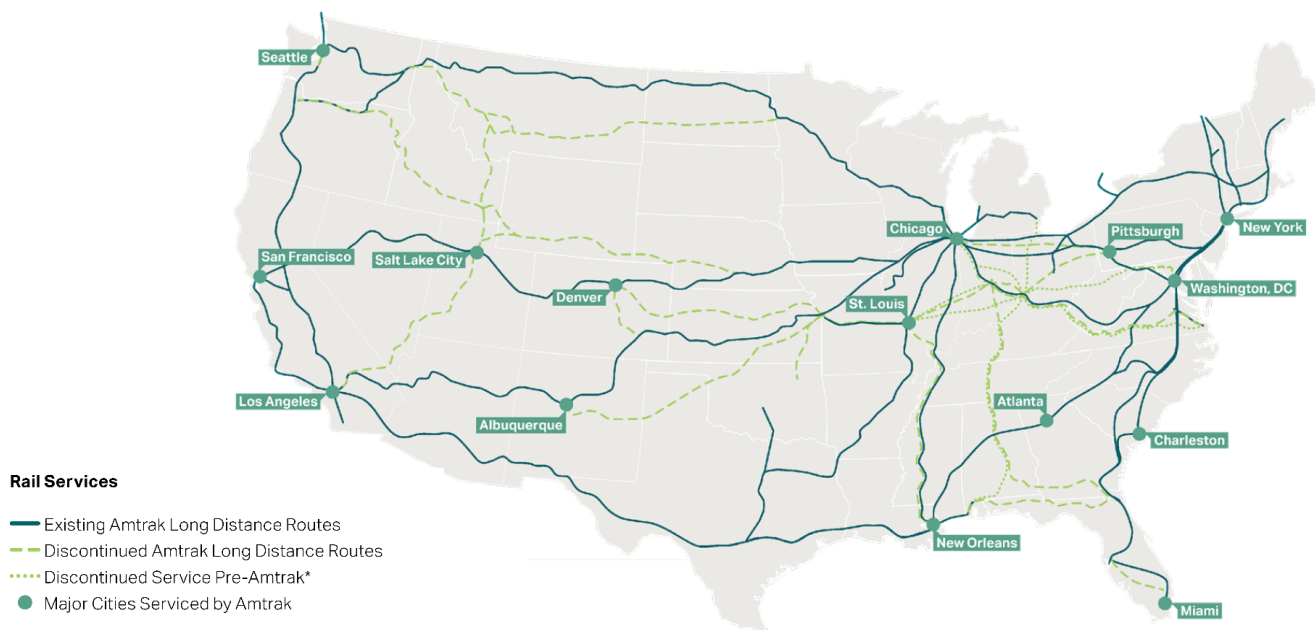 Seattle
San Francisco
Salt Lake City
Denver
Los Angeles
Albuquerque
Chicago
St. Louis
Pittsburgh
New York
Washington, DC
Atlanta
Charleston
New Orleans
Miami
Rail Services
Existing Amtrak Long Distance Routes
Discontinued Amtrak Long Distance Routes
Discontinued Service Pre-Amtrak*
Major Cities Serviced by Amtrak